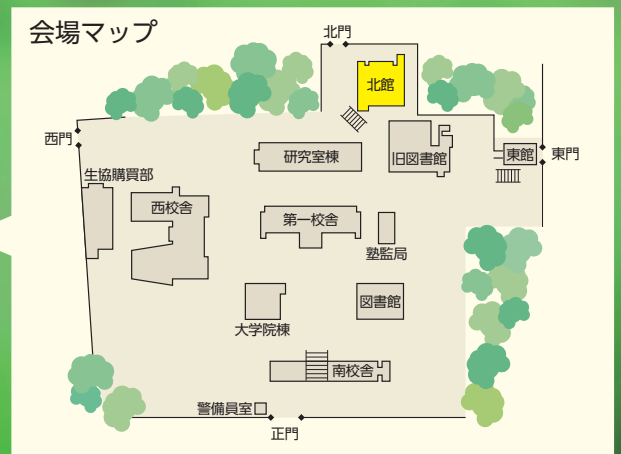 会場マップ
北門
北館
西門
研究室棟
旧図書館
東館
東門
生協購買部
西校舎
第一校舎
塾監局
大学院棟
図書館
南校舎
警備員室
正門